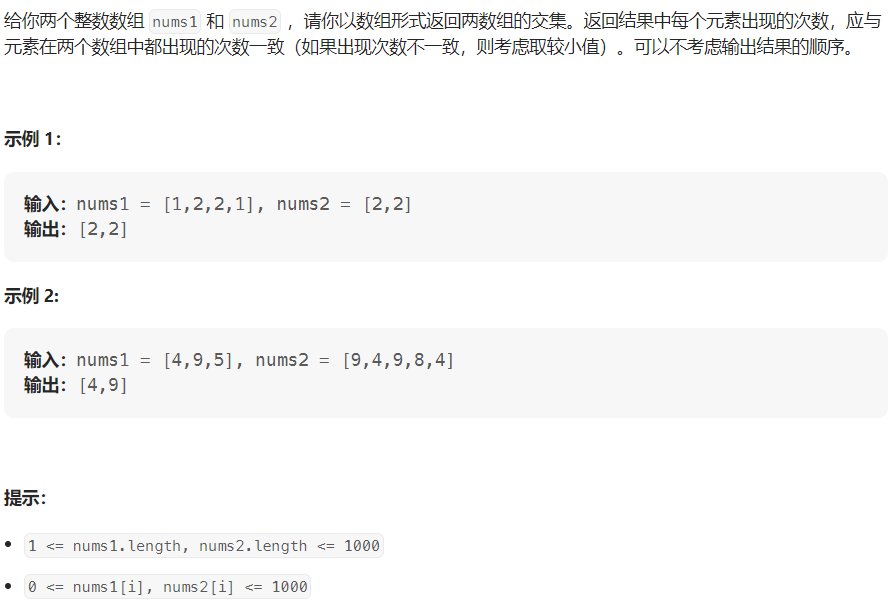 给你两个整数数组 nums1 和 nums2 ，请你以数组形式返回两数组的交集。返回结果中每个元素出现的次数，应与
元素在两个数组中都出现的次数一致（如果出现次数不一致，则考虑取较小值）。可以不考虑输出结果的顺序。
示例 1：
输入：nums1 = [1,2,2,1], nums2 = [2,2]
输出：[2,2]
示例 2:
输入：nums1 = [4,9,5], nums2 = [9,4,9,8,4]
输出：[4,9]
提示：
• 1 <= nums1.length, nums2.length <= 1000
• 0 <= nums1[i], nums2[i] <= 1000